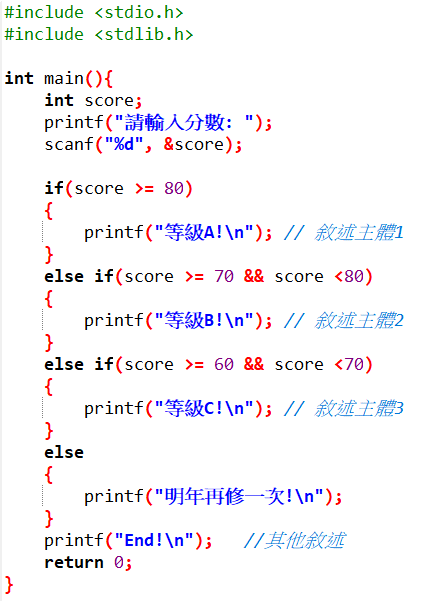 #include <stdio.h>
#include <stdlib.h>

int main(){
    int score;
    printf("請輸入分數: ");
    scanf("%d", &score);

    if(score >= 80)
    {
        printf("等級A!\n"); // 敘述主體1
    }
    else if(score >= 70 && score <80)
    {
        printf("等級B!\n"); // 敘述主體2
    }
    else if(score >= 60 && score <70)
    {
        printf("等級C!\n"); // 敘述主體3
    }
    else
    {
        printf("明年再修一次!\n");
    }
    printf("End!\n");   //其他敘述
    return 0;
}